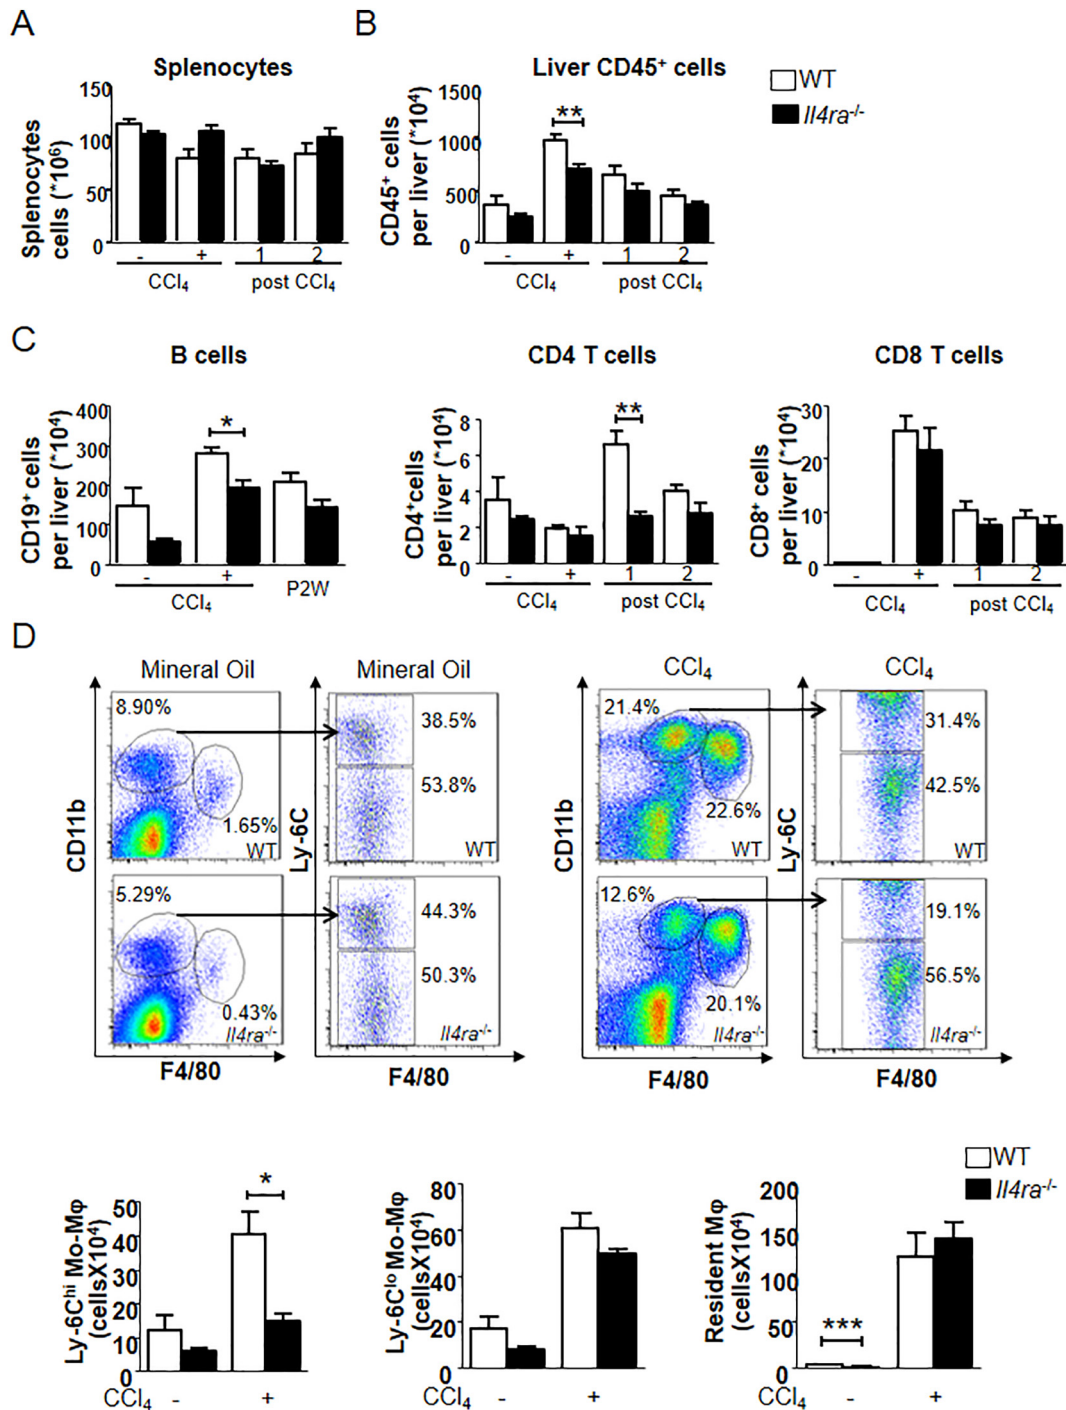 A
B
Splenocytes
Liver CD45⁺ cells
WT
Il4ra⁻/⁻
Splenocytes
cells (*10⁶)
150
100
50
0
- + 1 2
CCl₄ post CCl₄
CD45⁺ cells
per liver (*10⁴)
1500
1000
500
0
**
- + 1 2
CCl₄ post CCl₄
C
B cells
CD4 T cells
CD8 T cells
CD19⁺ cells
per liver (*10⁴)
400
300
200
100
0
*
- + P2W
CCl₄
CD4⁺cells
per liver (*10⁴)
8
6
4
2
0
**
- + 1 2
CCl₄ post CCl₄
CD8⁺ cells
per liver (*10⁴)
30
20
10
0
- + 1 2
CCl₄ post CCl₄
D
Mineral Oil
Mineral Oil
CCl₄
CCl₄
CD11b
8.90%
1.65%
WT
Ly-6C
38.5%
53.8%
WT
CD11b
21.4%
22.6%
WT
Ly-6C
31.4%
42.5%
WT
5.29%
0.43%
Il4ra⁻/⁻
44.3%
50.3%
Il4ra⁻/⁻
12.6%
20.1%
Il4ra⁻/⁻
19.1%
56.5%
Il4ra⁻/⁻
F4/80
F4/80
F4/80
F4/80
WT
Il4ra⁻/⁻
Ly-6Cʰⁱ Mo-Mφ
(cellsX10⁴)
50
40
30
20
10
0
*
CCl₄ - +
Ly-6Cˡᵒ Mo-Mφ
(cellsX10⁴)
80
60
40
20
0
CCl₄ - +
Resident Mφ
(cellsX10⁴)
200
150
100
50
0
***
CCl₄ - +